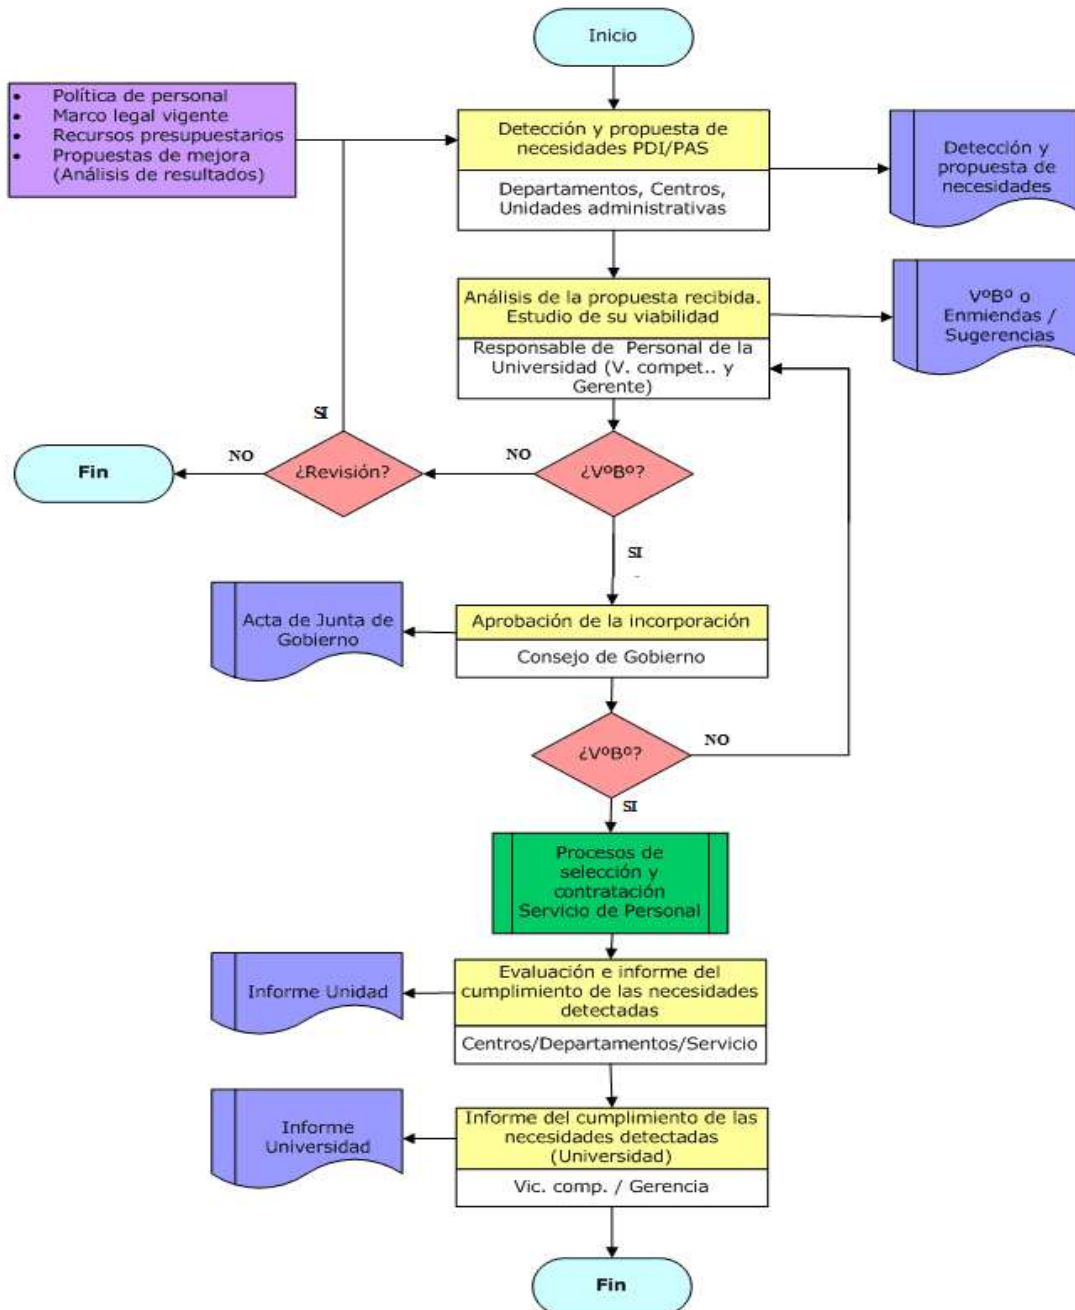 Inicio
• Política de personal
• Marco legal vigente
• Recursos presupuestarios
• Propuestas de mejora
(Análisis de resultados)
Detección y propuesta de
necesidades PDI/PAS
Departamentos, Centros,
Unidades administrativas
Detección y
propuesta de
necesidades
Análisis de la propuesta recibida.
Estudio de su viabilidad
Responsable de Personal de la
Universidad (V. compet.. y
Gerente)
VºBº o
Enmiendas /
Sugerencias
SI
Fin
NO
¿Revisión?
NO
¿VºBº?
SI
Acta de Junta de
Gobierno
Aprobación de la incorporación
Consejo de Gobierno
¿VºBº?
NO
SI
Procesos de
selección y
contratación
Servicio de Personal
Informe Unidad
Evaluación e informe del
cumplimiento de las necesidades
detectadas
Centros/Departamentos/Servicio
Informe
Universidad
Informe del cumplimiento de las
necesidades detectadas
(Universidad)
Vic. comp. / Gerencia
Fin